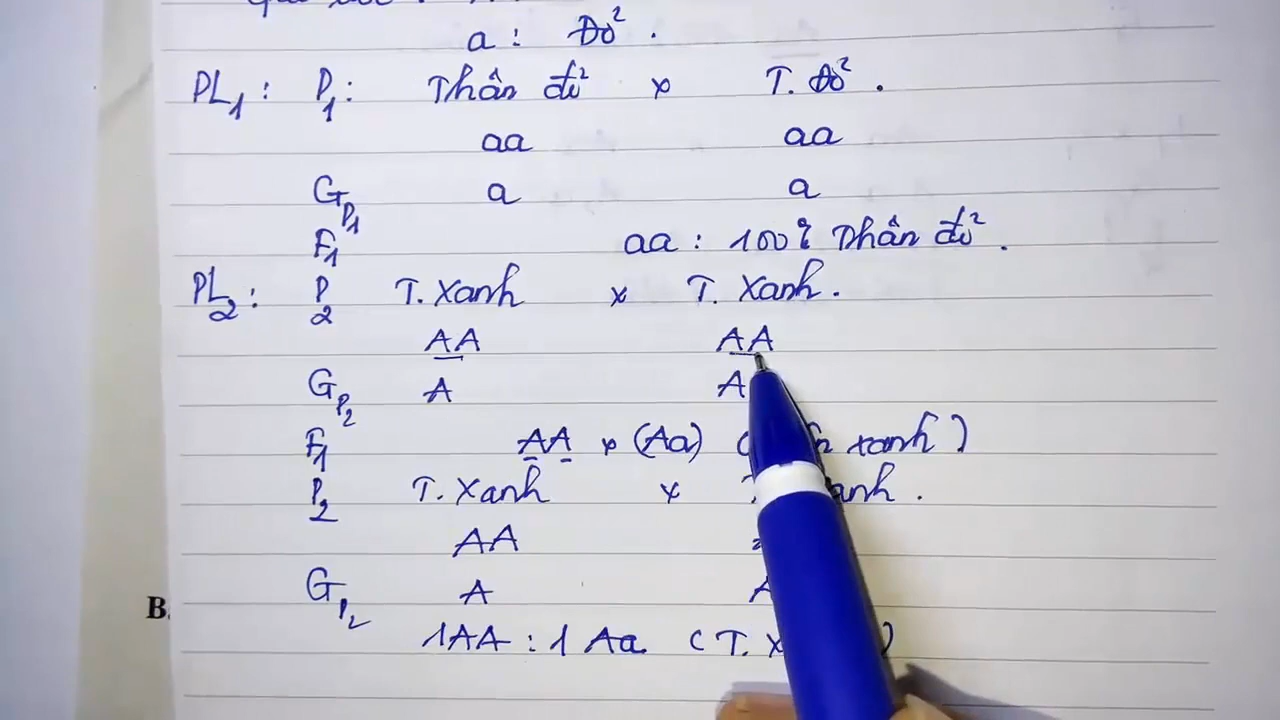 a : Đỏ.
PL1 : P1 : Thân đỏ x T. Đỏ.
aa aa
GP1 a a
F1 aa : 100% Thân đỏ.
PL2 : P2 T. Xanh x T. Xanh.
AA AA
GP2 A A
F1 AA x (Aa) ( xanh )
P2 T. Xanh x
AA
GP2 A A
B.
1AA : 1 Aa ( T. )